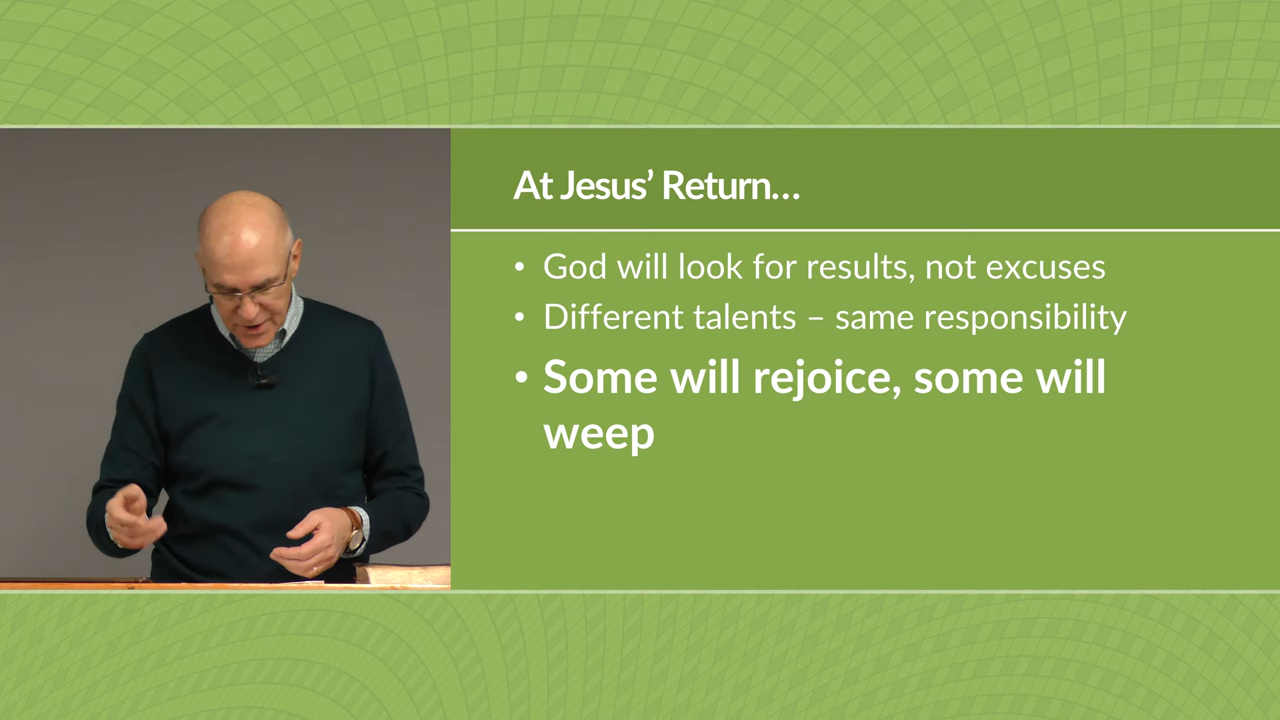 At Jesus’ Return…
• God will look for results, not excuses
• Different talents – same responsibility
• Some will rejoice, some will
weep